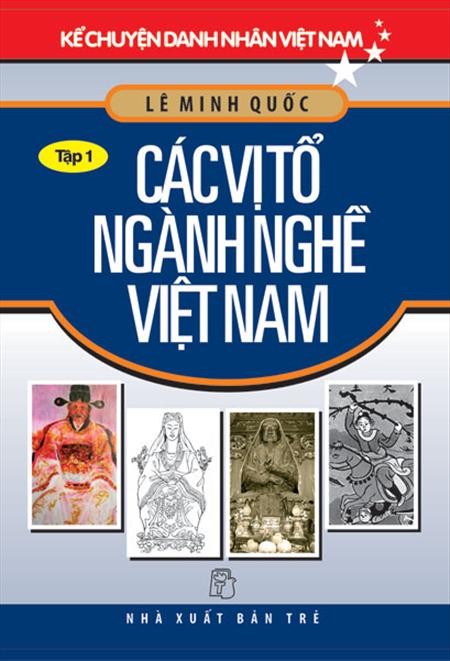 KỂ CHUYỆN DANH NHÂN VIỆT NAM
LÊ MINH QUỐC
Tập 1
CÁC VỊ TỔ
NGÀNH NGHỀ
VIỆT NAM
NHÀ XUẤT BẢN TRẺ